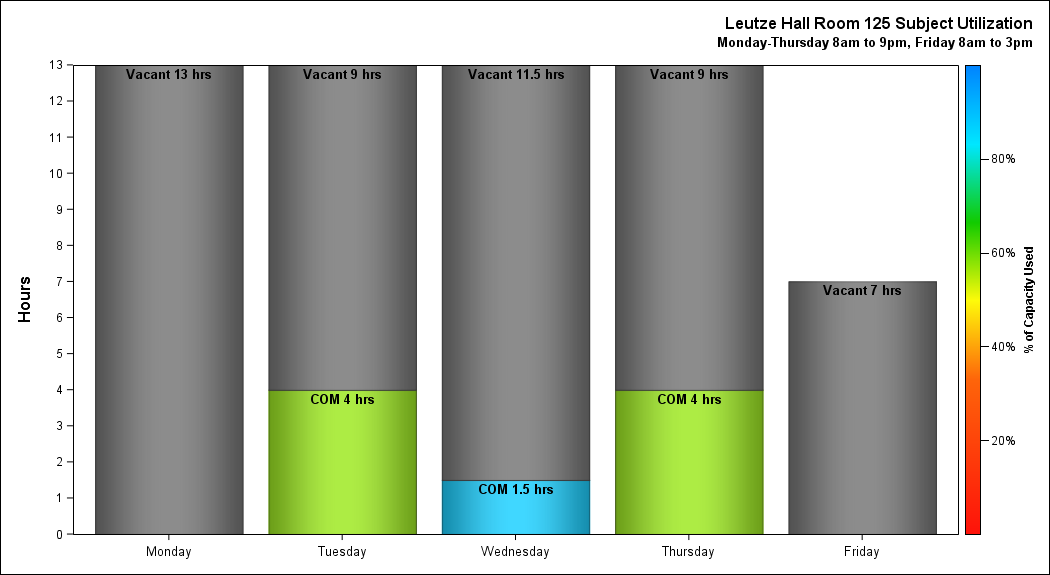 Leutze Hall Room 125 Subject Utilization
Monday-Thursday 8am to 9pm, Friday 8am to 3pm
Hours
13
12
11
10
9
8
7
6
5
4
3
2
1
0
Vacant 13 hrs
Vacant 9 hrs
Vacant 11.5 hrs
Vacant 9 hrs
Vacant 7 hrs
COM 4 hrs
COM 1.5 hrs
COM 4 hrs
Monday
Tuesday
Wednesday
Thursday
Friday
80%
60%
40%
20%
% of Capacity Used